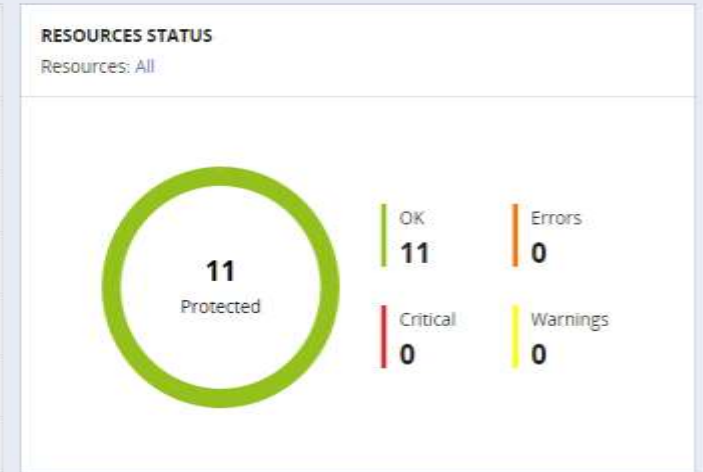 RESOURCES STATUS
Resources: All
11
Protected
OK
11
Errors
0
Critical
0
Warnings
0